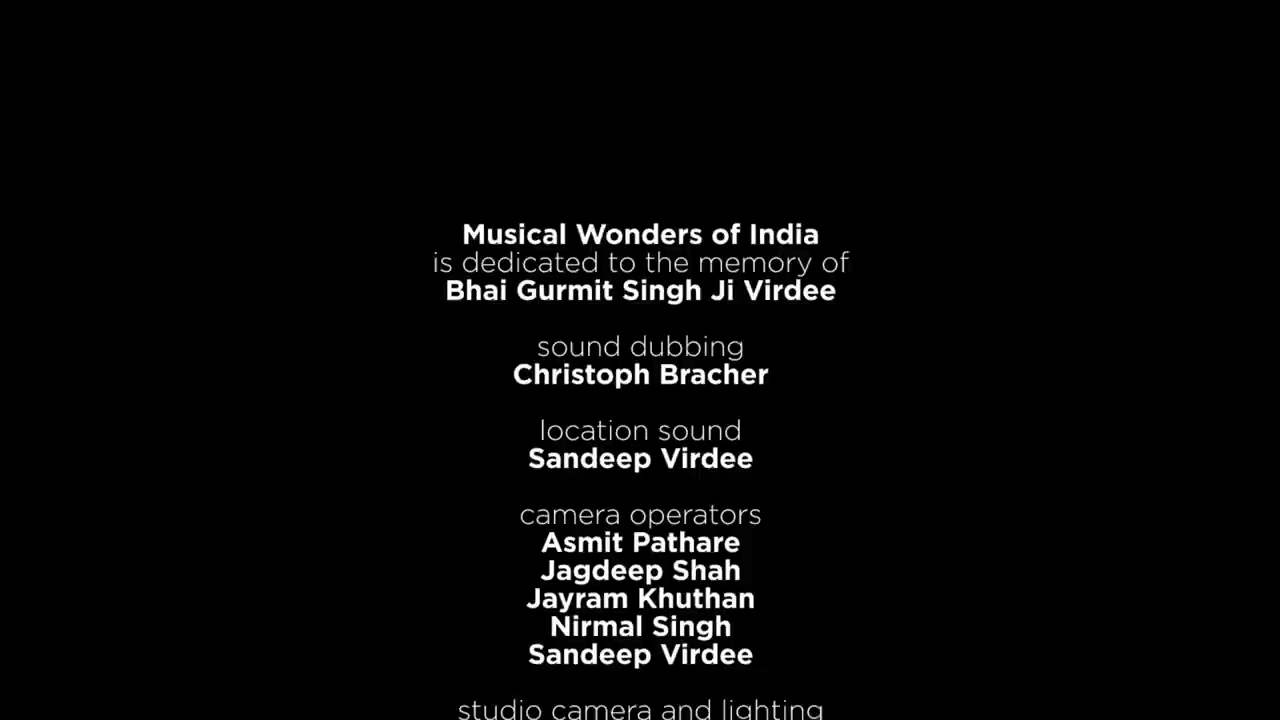 Musical Wonders of India
is dedicated to the memory of
Bhai Gurmit Singh Ji Virdee
sound dubbing
Christoph Bracher
location sound
Sandeep Virdee
camera operators
Asmit Pathare
Jagdeep Shah
Jayram Khuthan
Nirmal Singh
Sandeep Virdee
studio camera and lighting